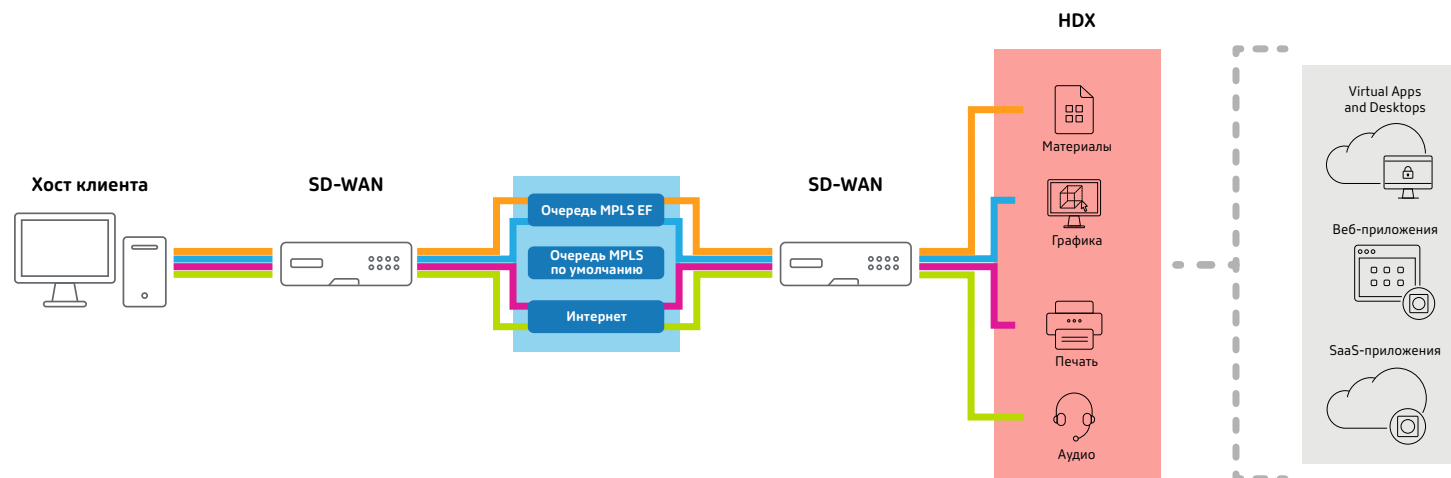 HDX
Хост клиента
SD-WAN
Очередь MPLS EF
Очередь MPLS
по умолчанию
Интернет
SD-WAN
Материалы
Графика
Печать
Аудио
Virtual Apps
and Desktops
Веб-приложения
SaaS-приложения